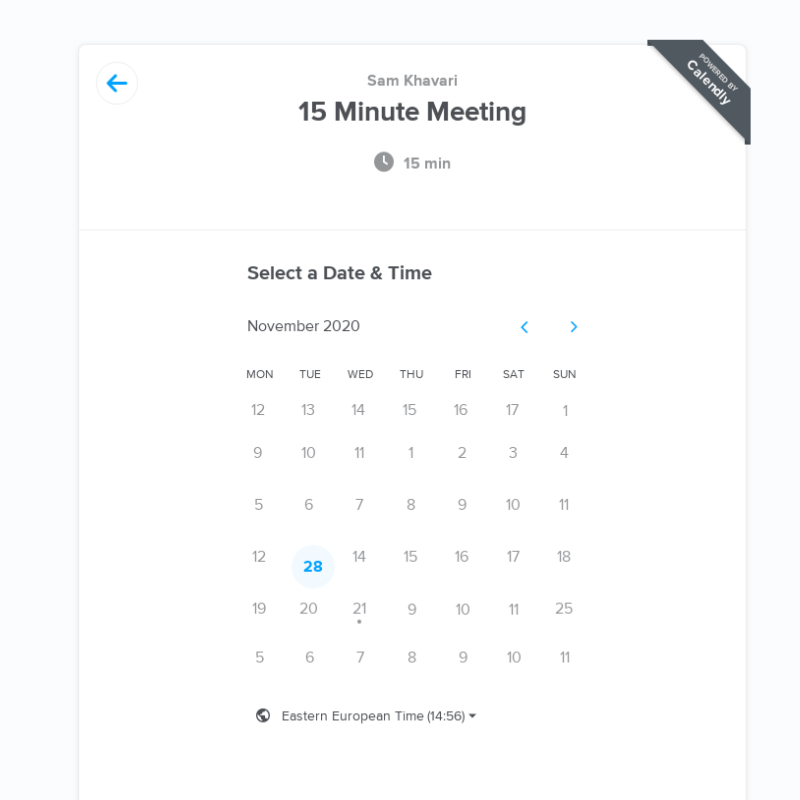 POWERED BY
Calendly
Sam Khavari
15 Minute Meeting
15 min
Select a Date & Time
November 2020
MON TUE WED THU FRI SAT SUN
12 13 14 15 16 17 1
9 10 11 1 2 3 4
5 6 7 8 9 10 11
12 28 14 15 16 17 18
19 20 21 9 10 11 25
5 6 7 8 9 10 11
Eastern European Time (14:56)